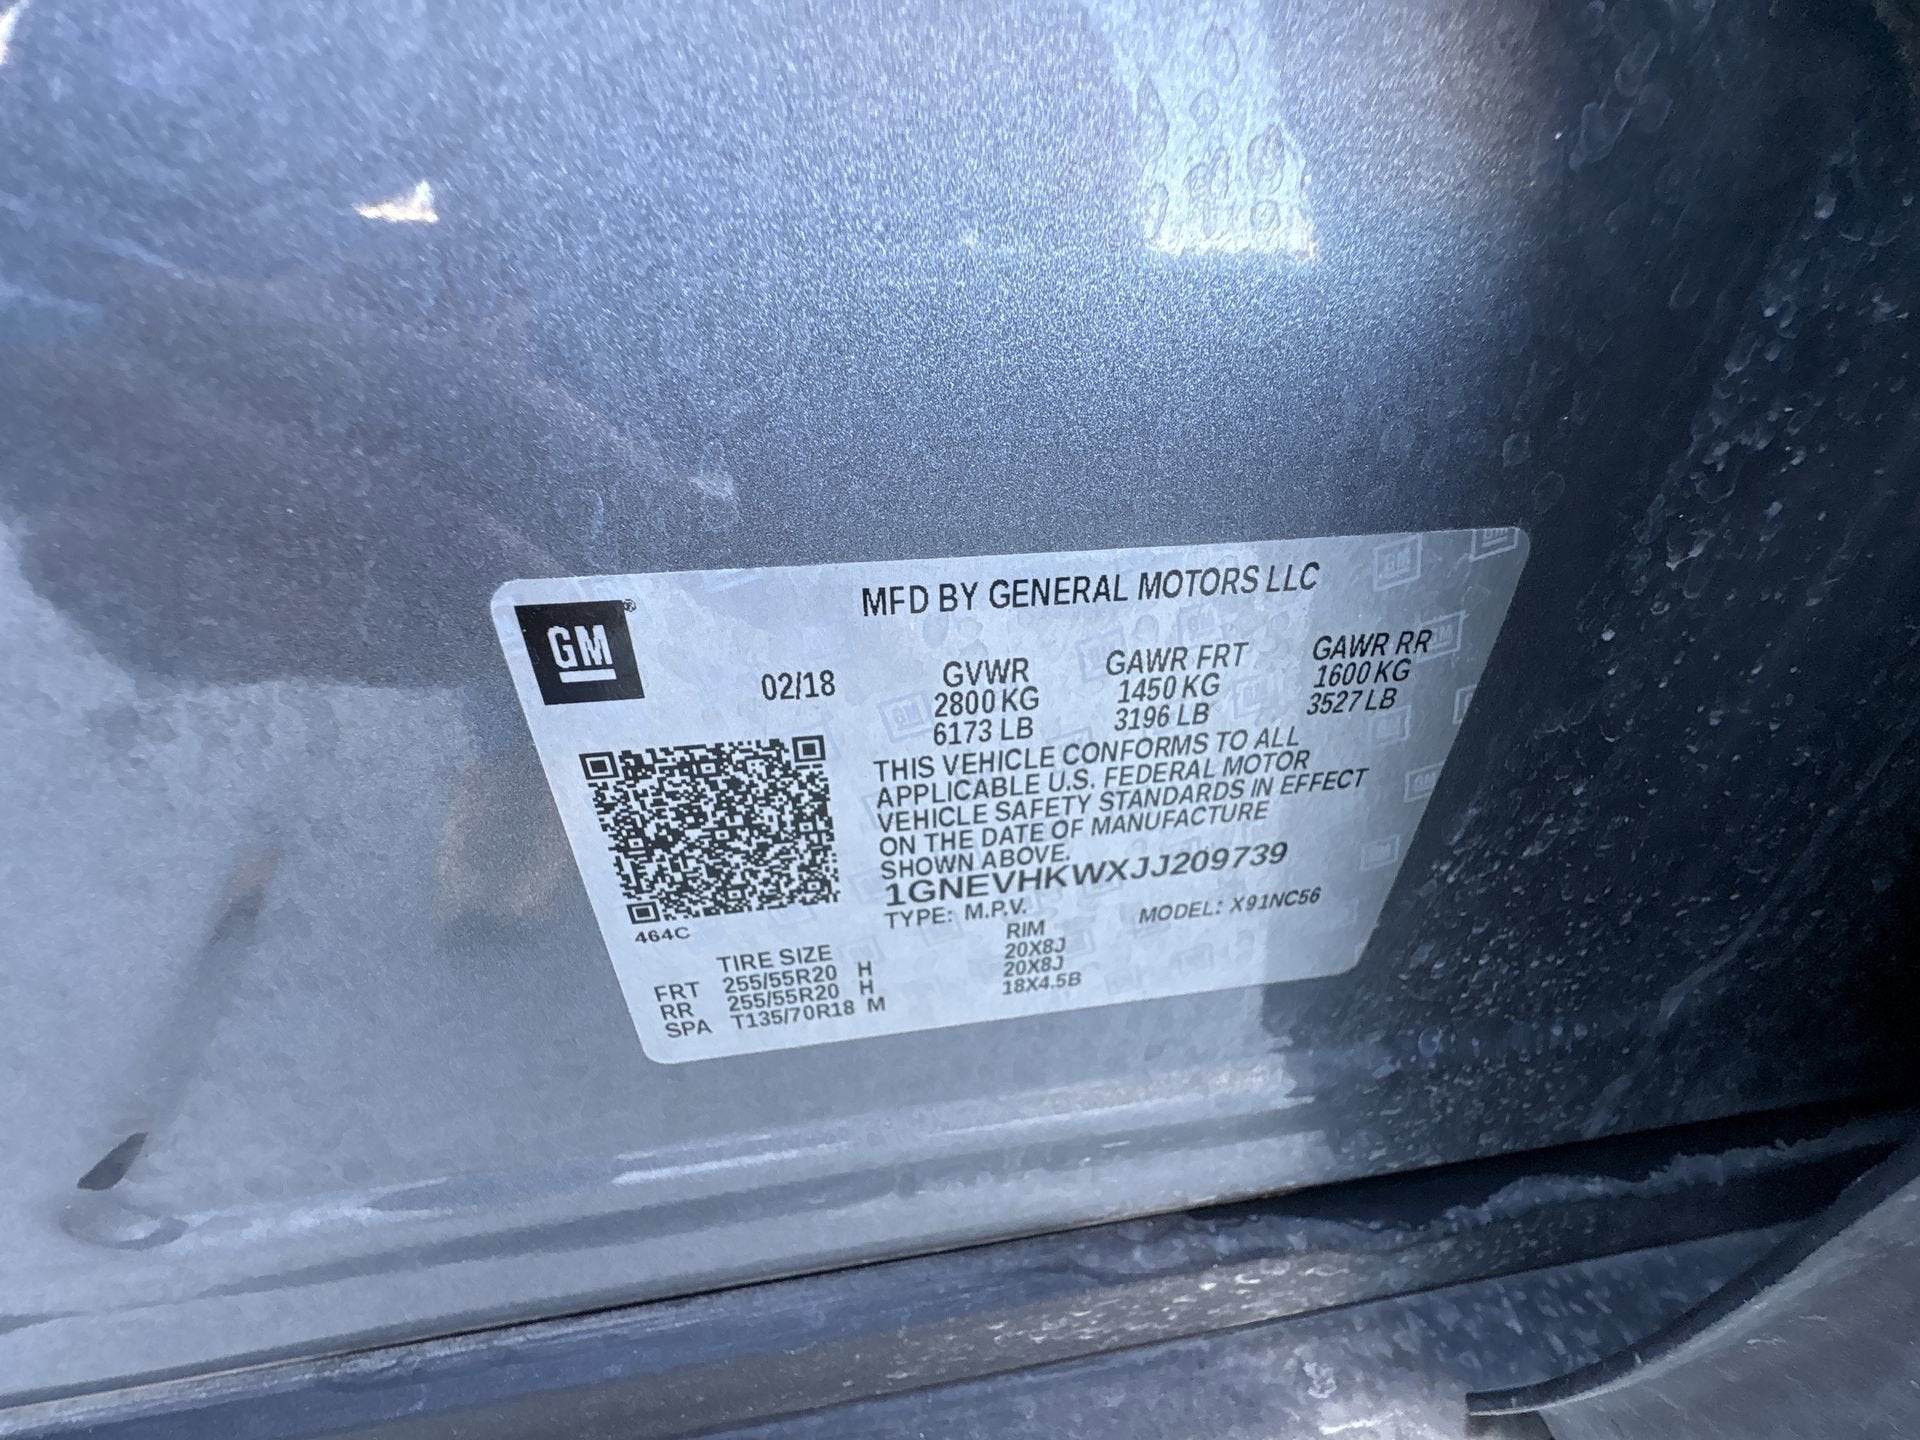 GM
MFD BY GENERAL MOTORS LLC
02/18 GVWR GAWR FRT GAWR RR
2800 KG 1450 KG 1600 KG
6173 LB 3196 LB 3527 LB
THIS VEHICLE CONFORMS TO ALL
APPLICABLE U.S. FEDERAL MOTOR
VEHICLE SAFETY STANDARDS IN EFFECT
ON THE DATE OF MANUFACTURE
SHOWN ABOVE.
1GNEVHKWXJJ209739
TYPE: M.P.V. MODEL: X91NC56
464C
TIRE SIZE RIM
FRT 255/55R20 H 20X8J
RR 255/55R20 H 20X8J
SPA T135/70R18 M 18X4.5B